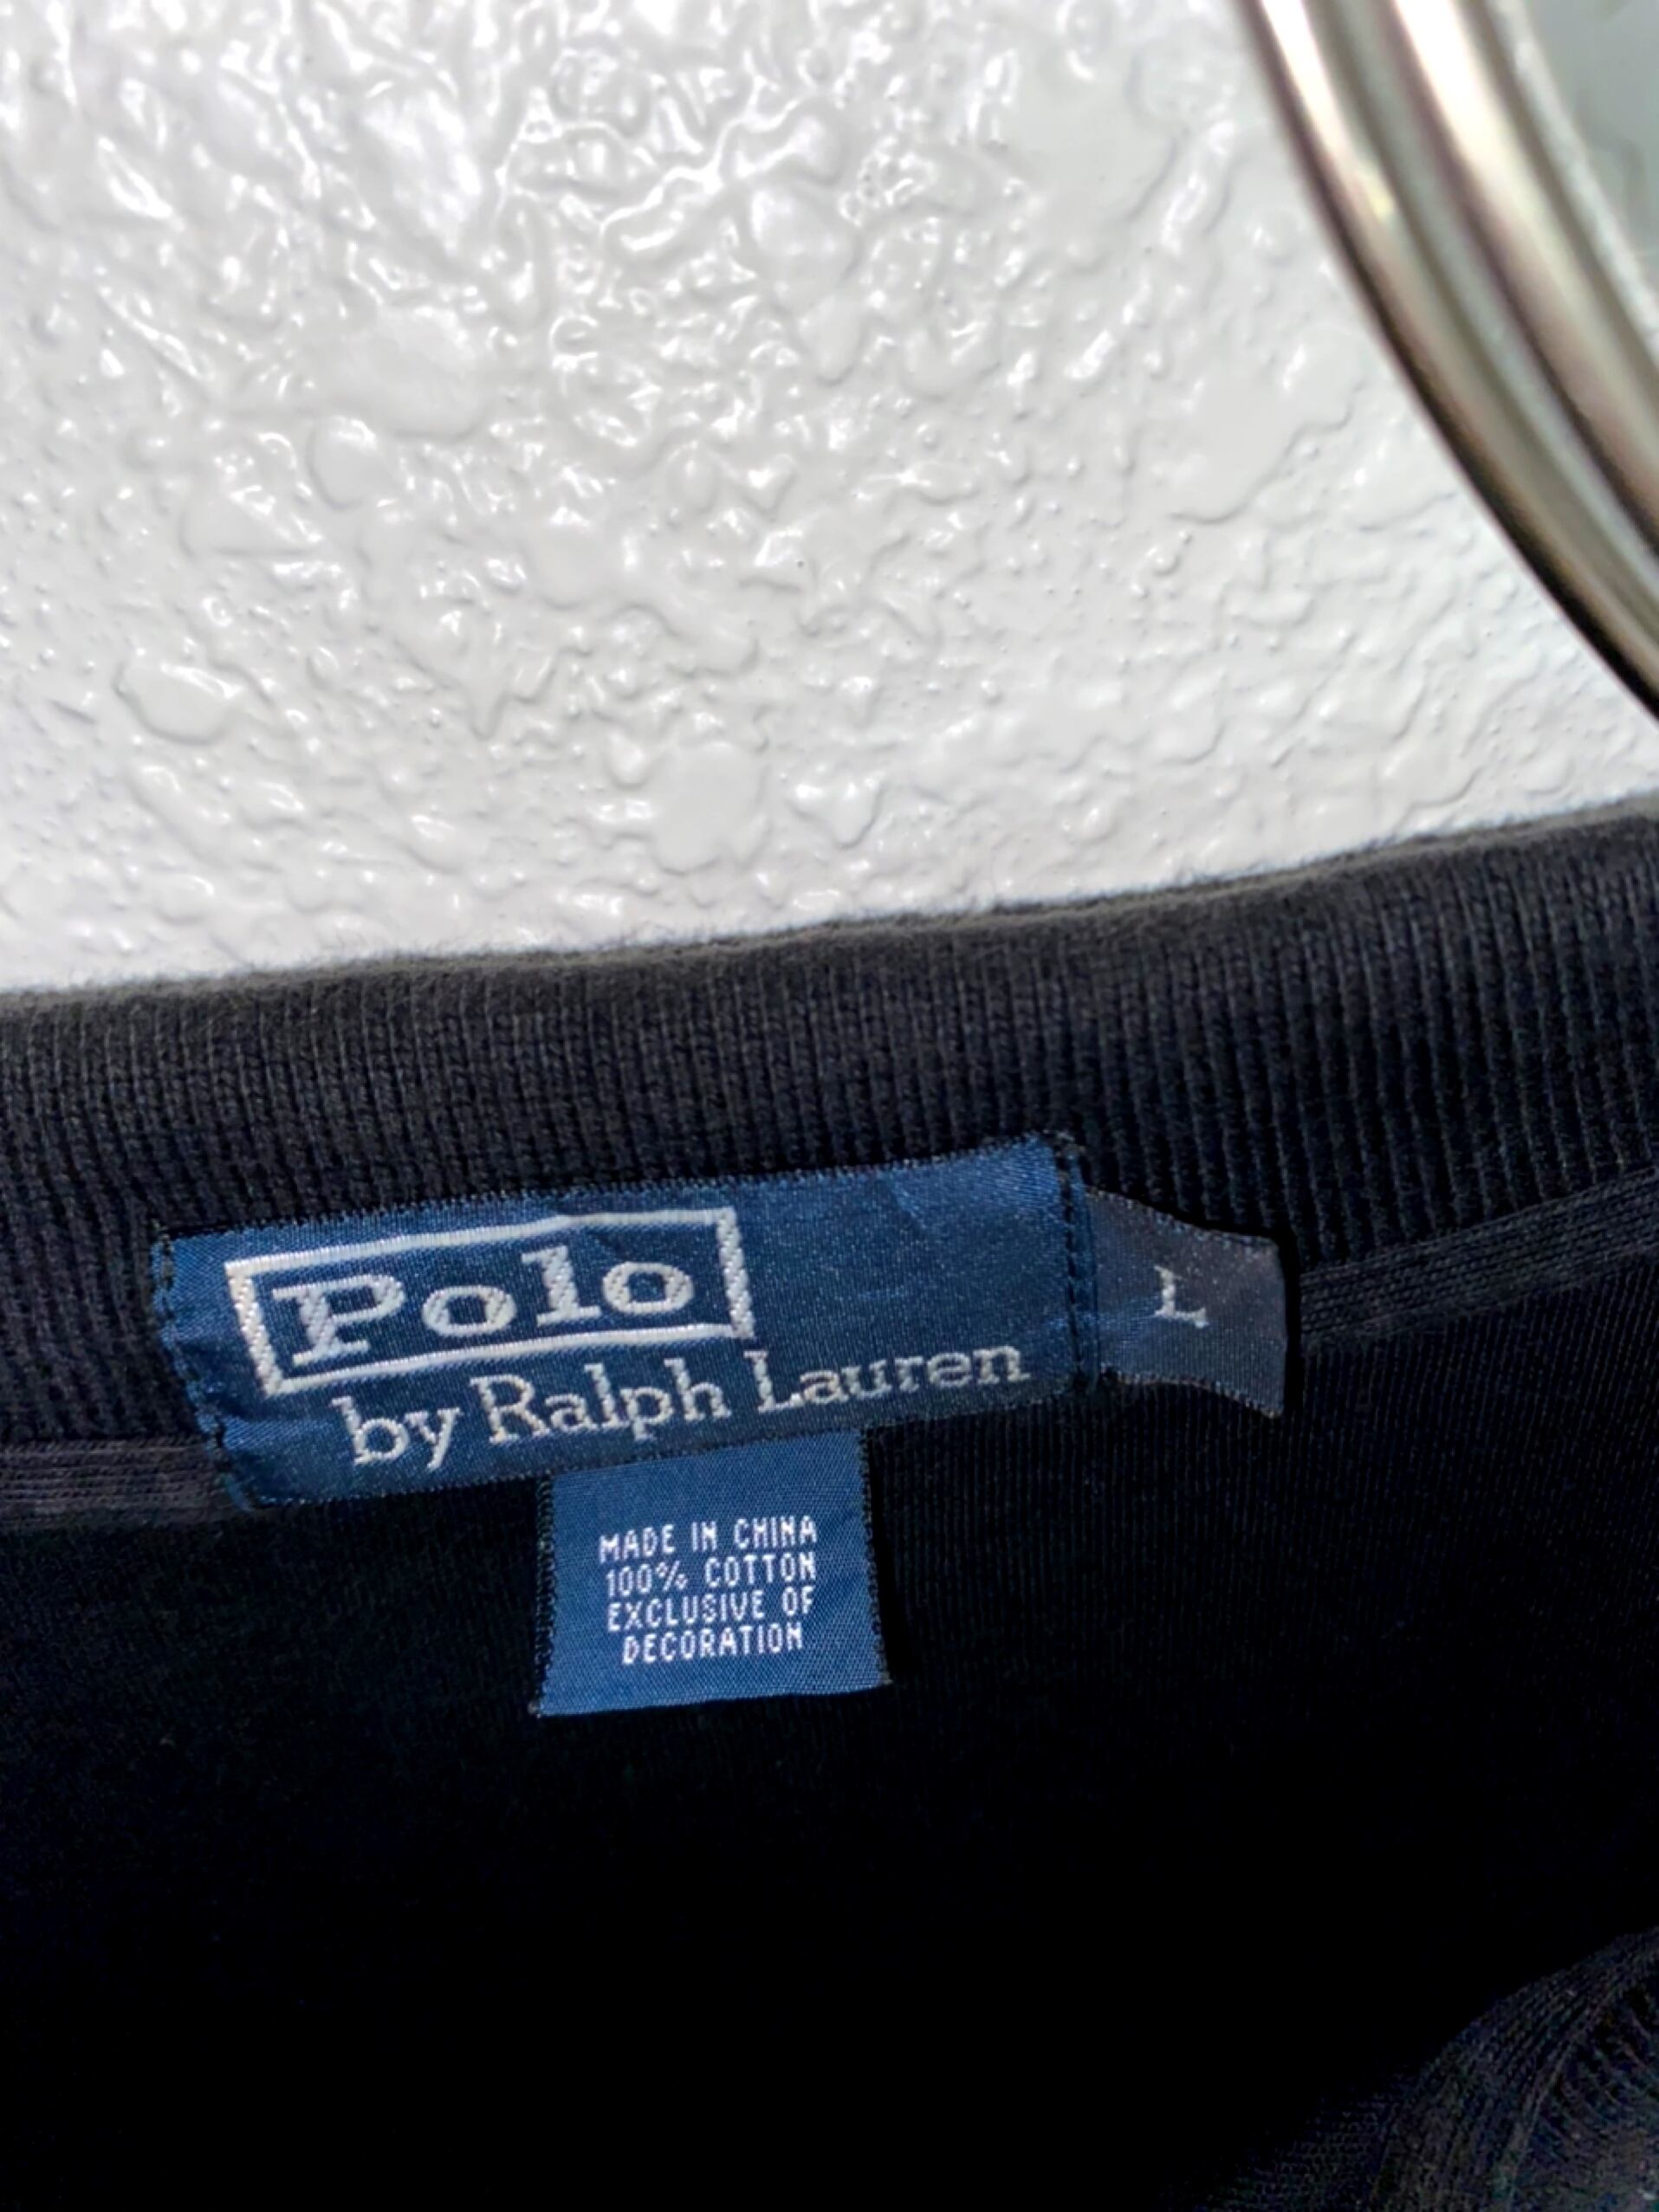 Polo
by Ralph Lauren
L
MADE IN CHINA
100% COTTON
EXCLUSIVE OF
DECORATION